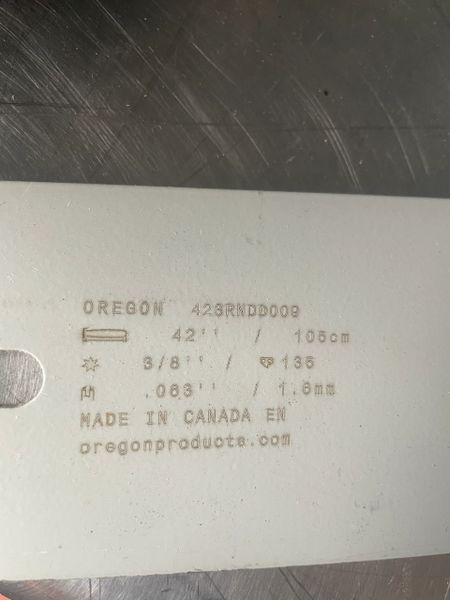 OREGON 423RNDD009
42'' / 105cm
3/8'' / 135
.063'' / 1.6mm
MADE IN CANADA EN
oregonproducts.com